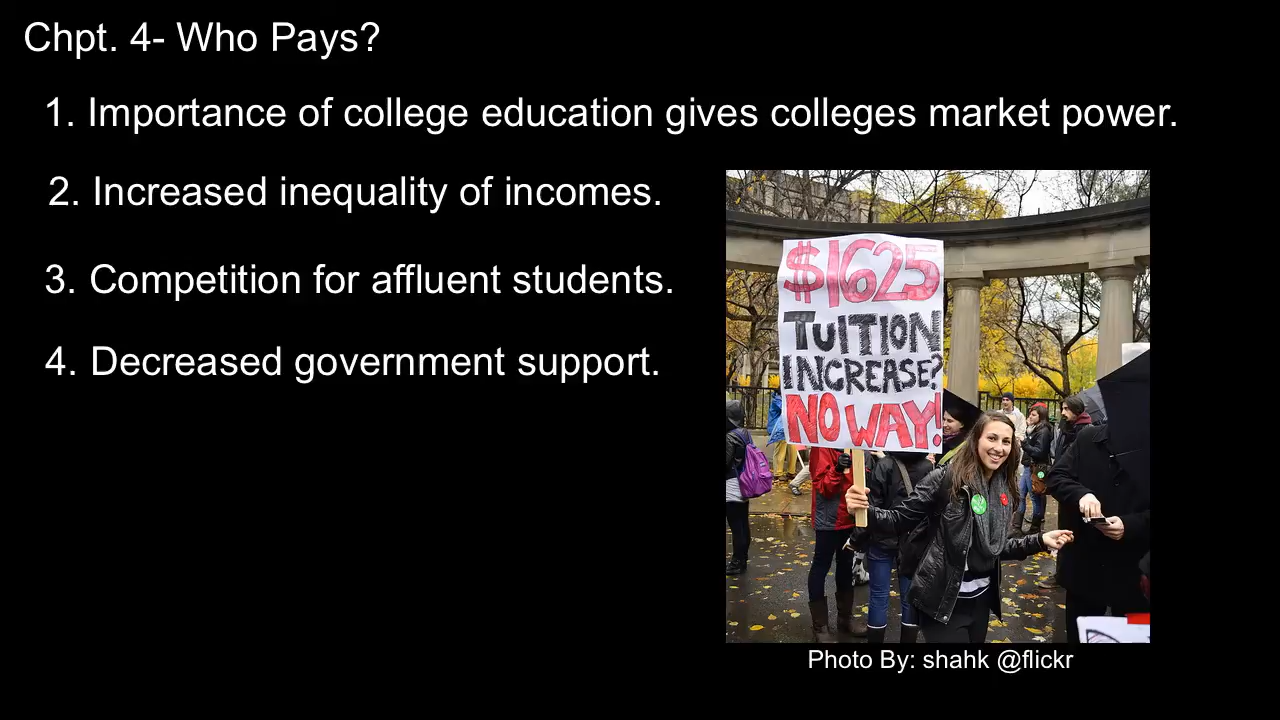 Chpt. 4- Who Pays?
1. Importance of college education gives colleges market power.
2. Increased inequality of incomes.
3. Competition for affluent students.
4. Decreased government support.
$1625
TUITION
INCREASE?
NO WAY!
Photo By: shahk @flickr